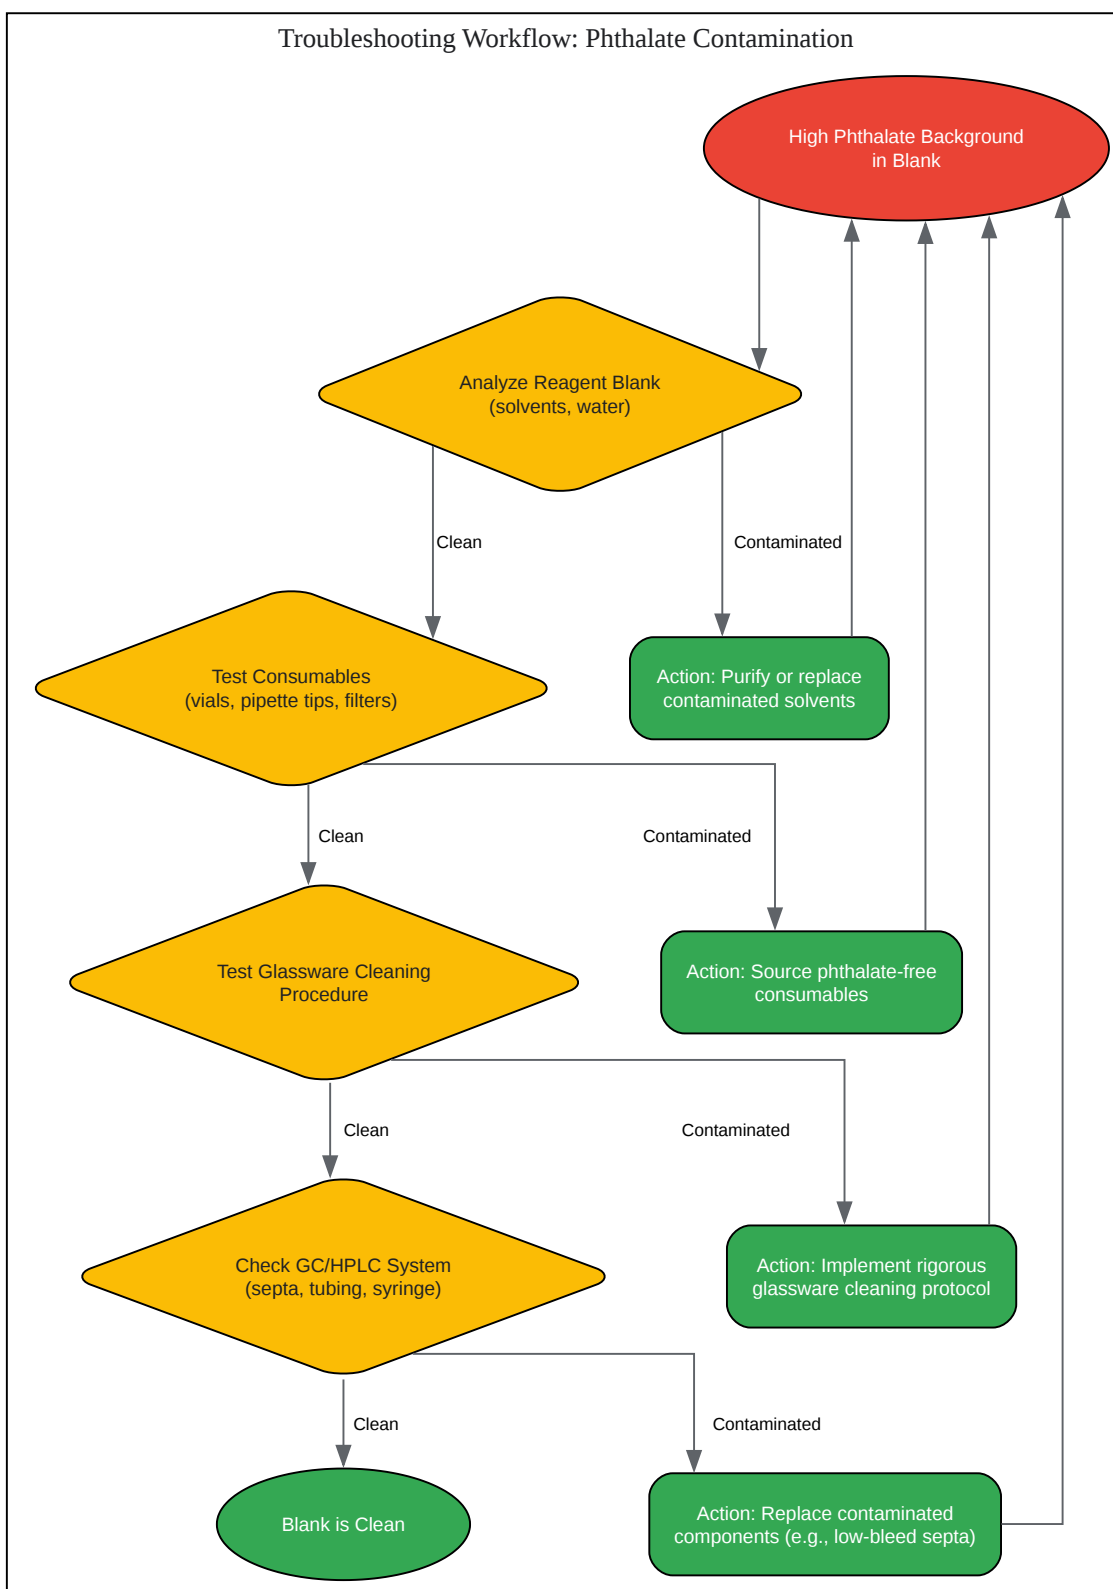 Troubleshooting Workflow: Phthalate Contamination
High Phthalate Background
in Blank
Analyze Reagent Blank
(solvents, water)
Clean
Contaminated
Test Consumables
(vials, pipette tips, filters)
Action: Purify or replace
contaminated solvents
Clean
Contaminated
Test Glassware Cleaning
Procedure
Action: Source phthalate-free
consumables
Clean
Contaminated
Check GC/HPLC System
(septa, tubing, syringe)
Action: Implement rigorous
glassware cleaning protocol
Clean
Contaminated
Blank is Clean
Action: Replace contaminated
components (e.g., low-bleed septa)